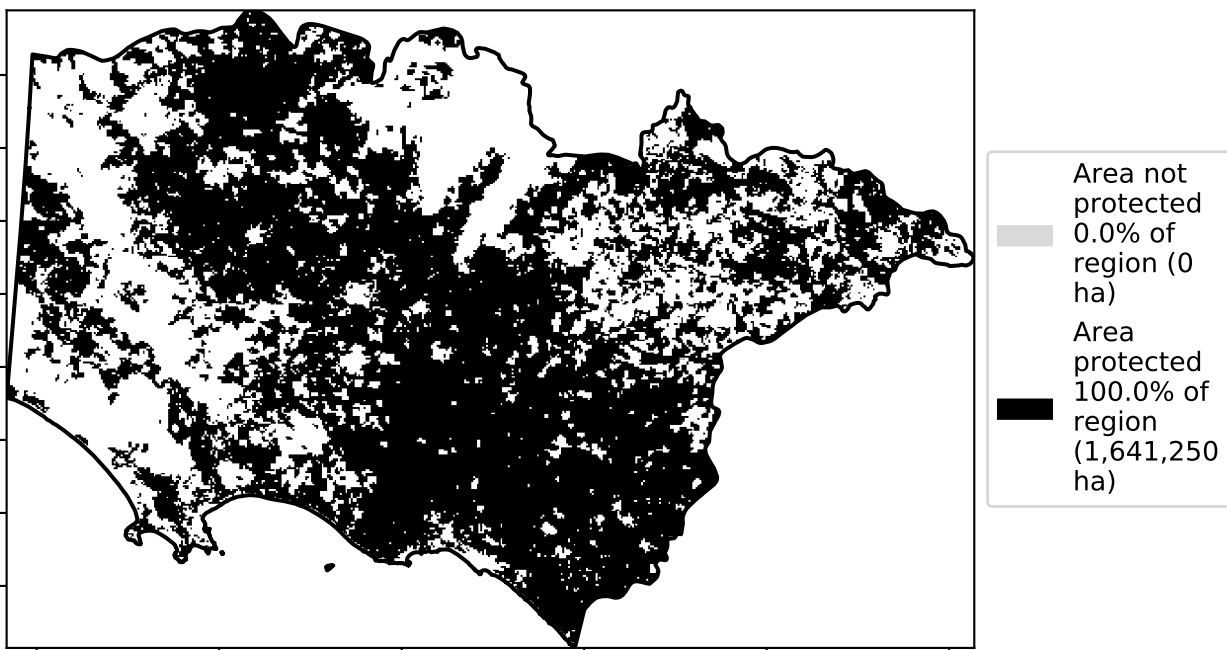 Area not
protected
0.0% of
region (0
ha)
Area
protected
100.0% of
region
(1,641,250
ha)